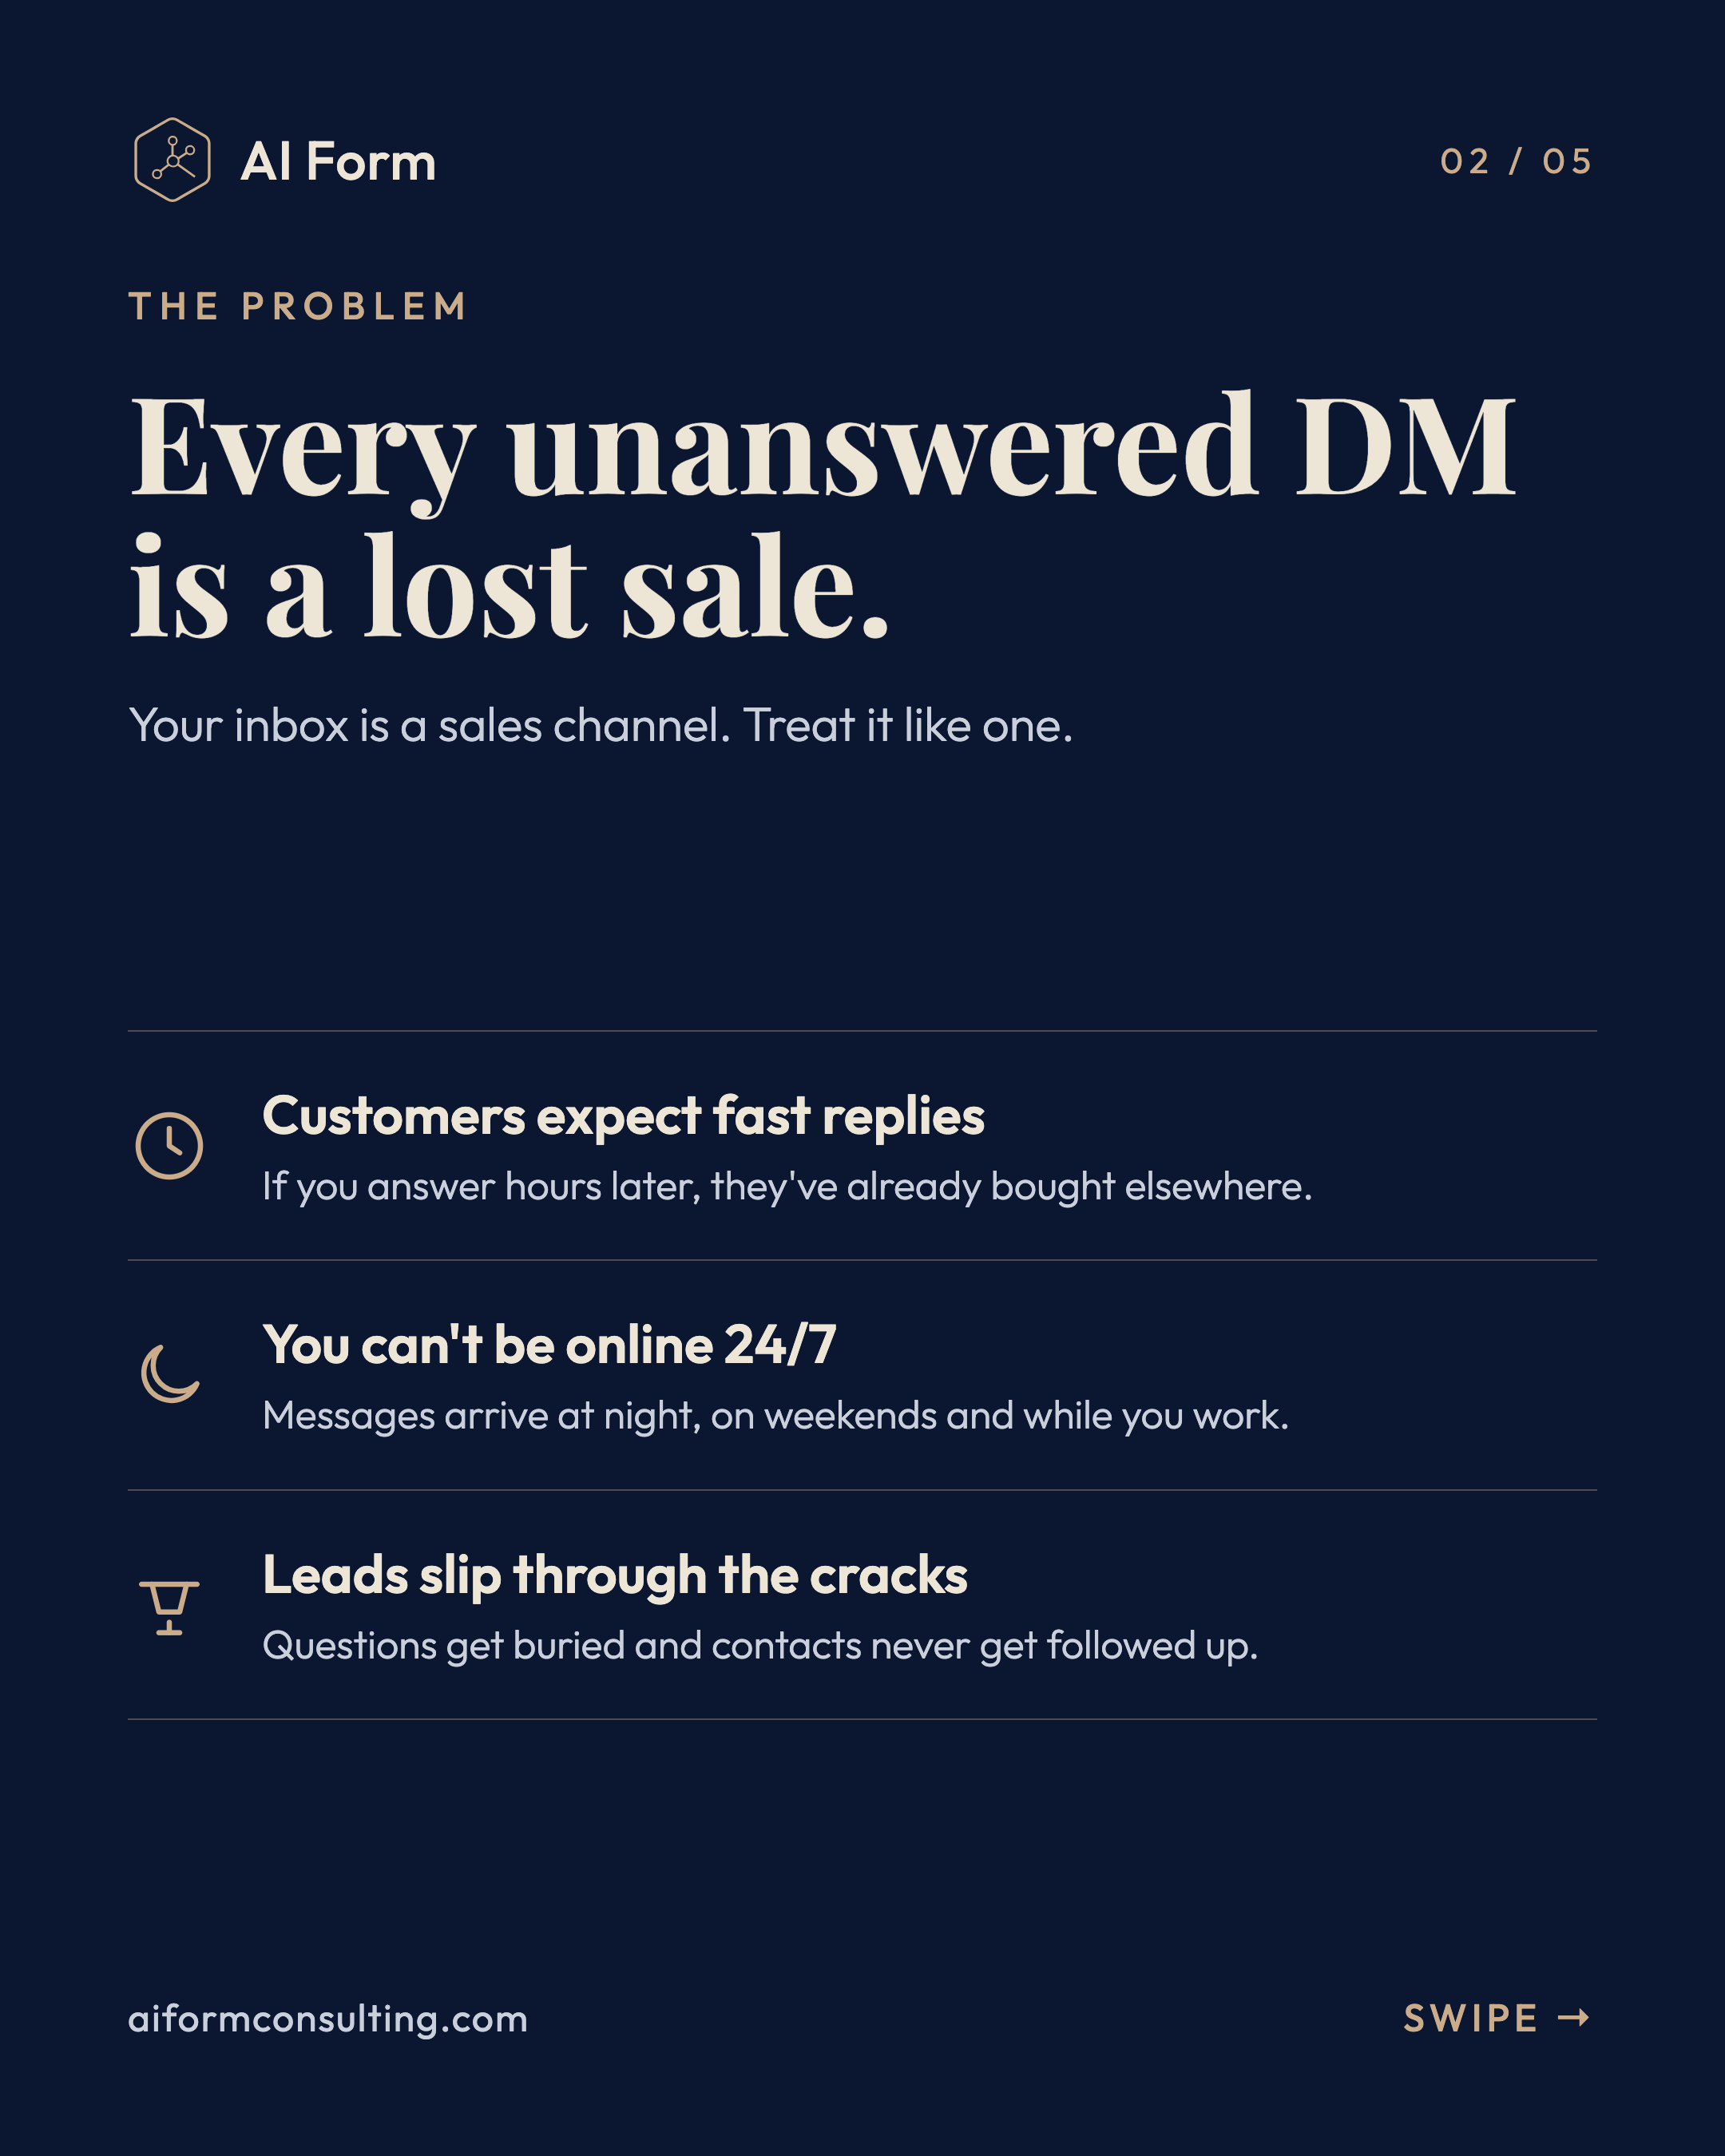 AI Form
02 / 05
THE PROBLEM
Every unanswered DM
is a lost sale.
Your inbox is a sales channel. Treat it like one.
Customers expect fast replies
If you answer hours later, they've already bought elsewhere.
You can't be online 24/7
Messages arrive at night, on weekends and while you work.
Leads slip through the cracks
Questions get buried and contacts never get followed up.
aiformconsulting.com
SWIPE →